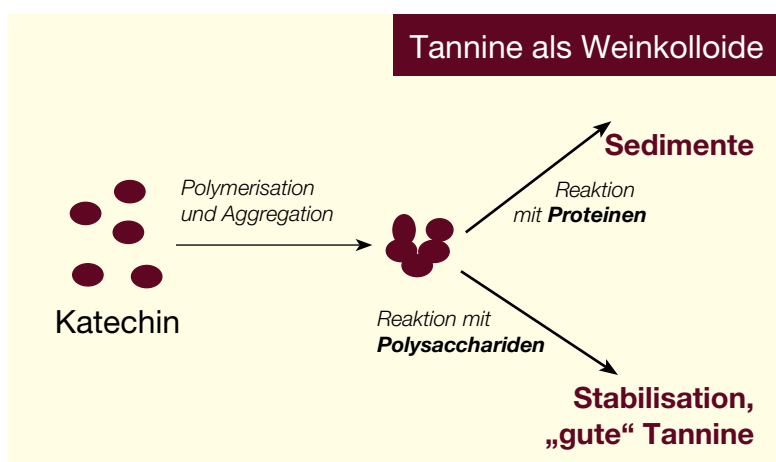 Tannine als Weinkolloide
Sedimente
Polymerisation
und Aggregation
Reaktion
mit Proteinen
Katechin
Reaktion mit
Polysacchariden
Stabilisation,
„gute“ Tannine